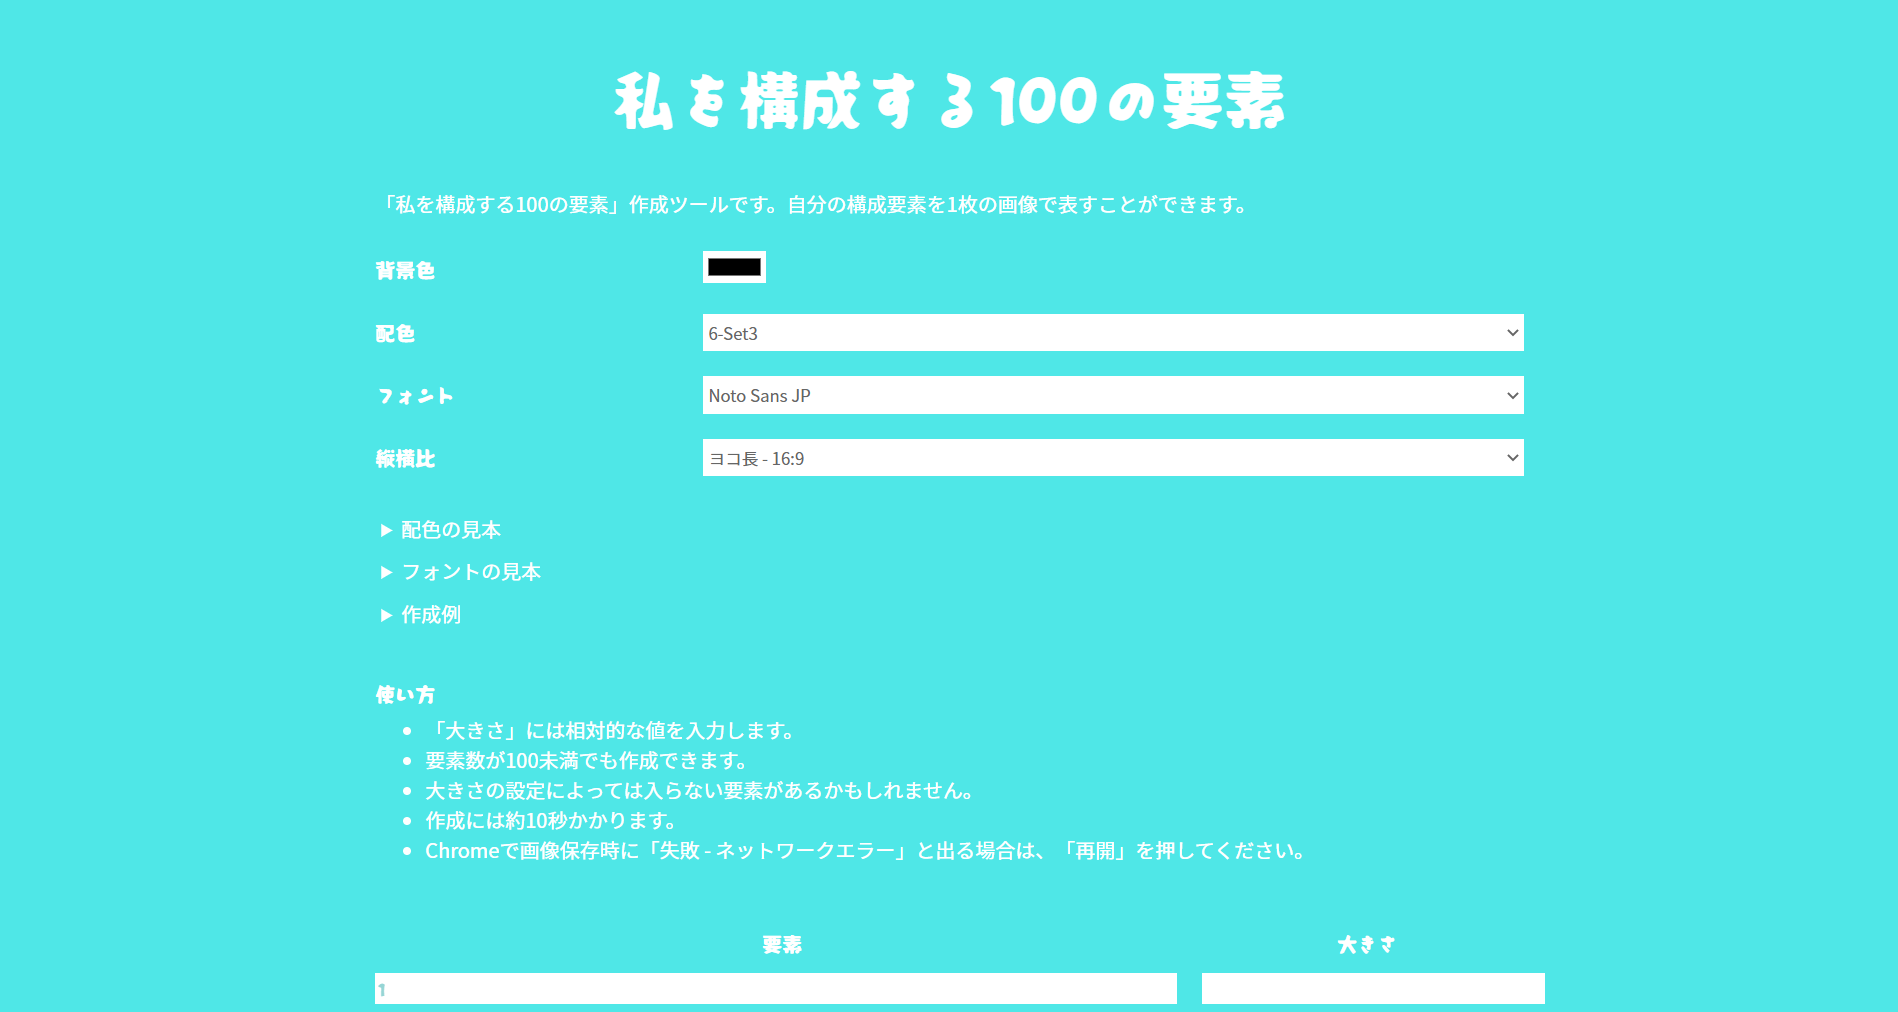 私を構成する100の要素
「私を構成する100の要素」作成ツールです。自分の構成要素を1枚の画像で表すことができます。
背景色
配色 6-Set3
フォント Noto Sans JP
縦横比 ヨコ長 - 16:9
▶ 配色の見本
▶ フォントの見本
▶ 作成例
使い方
• 「大きさ」には相対的な値を入力します。
• 要素数が100未満でも作成できます。
• 大きさの設定によっては入らない要素があるかもしれません。
• 作成には約10秒かかります。
• Chromeで画像保存時に「失敗 - ネットワークエラー」と出る場合は、「再開」を押してください。
要素 大きさ
1